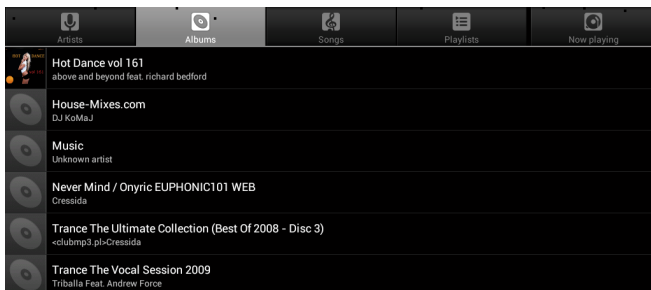 Artists
Albums
Songs
Playlists
Now playing
HOT DANCE
Hot Dance vol 161
above and beyond feat. richard bedford
House-Mixes.com
DJ KoMaJ
Music
Unknown artist
Never Mind / Onyric EUPHONIC101 WEB
Cressida
Trance The Ultimate Collection (Best Of 2008 - Disc 3)
<clubmp3.pl>Cressida
Trance The Vocal Session 2009
Triballa Feat. Andrew Force